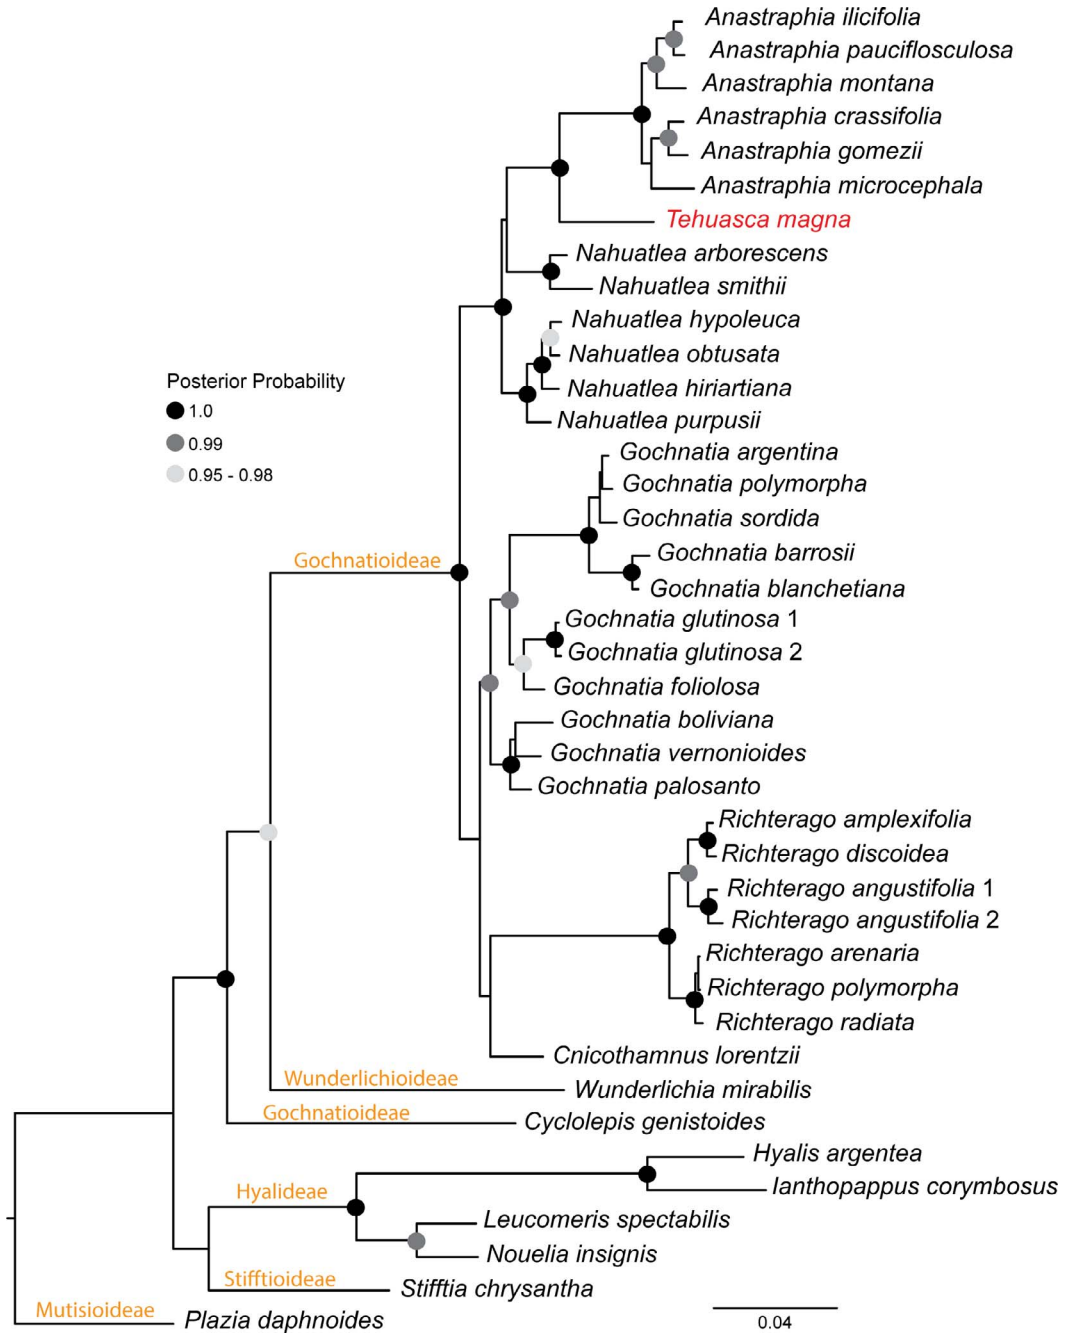 Anastraphia ilicifolia
Anastraphia pauciflosculosa
Anastraphia montana
Anastraphia crassifolia
Anastraphia gomezii
Anastraphia microcephala
Tehuasca magna
Nahuatlea arborescens
Nahuatlea smithii
Nahuatlea hypoleuca
Nahuatlea obtusata
Nahuatlea hiriartiana
Nahuatlea purpusii
Posterior Probability
1.0
0.99
0.95 - 0.98
Gochnatia argentina
Gochnatia polymorpha
Gochnatia sordida
Gochnatioideae
Gochnatia barrosii
Gochnatia blanchetiana
Gochnatia glutinosa 1
Gochnatia glutinosa 2
Gochnatia foliolosa
Gochnatia boliviana
Gochnatia vernonioides
Gochnatia palosanto
Richterago amplexifolia
Richterago discoidea
Richterago angustifolia 1
Richterago angustifolia 2
Richterago arenaria
Richterago polymorpha
Richterago radiata
Cnicothamnus lorentzii
Wunderlichioideae
Wunderlichia mirabilis
Gochnatioideae
Cyclolepis genistoides
Hyalis argentea
Ianthopappus corymbosus
Hyalideae
Leucomeris spectabilis
Nouelia insignis
Stifftioideae
Stifftia chrysantha
Mutisioideae
Plazia daphnoides
0.04